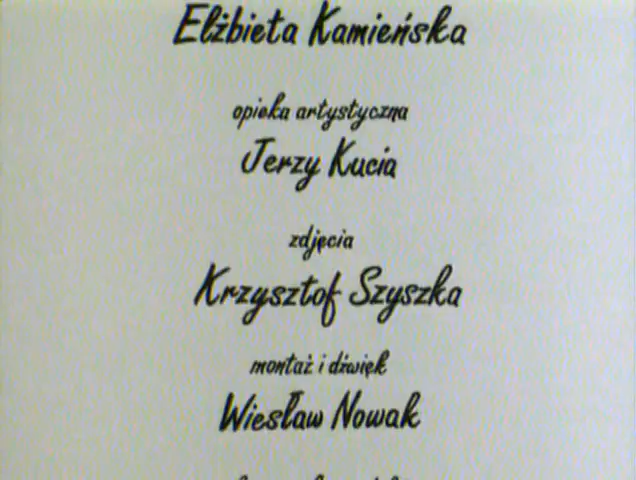 Elżbieta Kamieńska
opieka artystyczna
Jerzy Kucia
zdjęcia
Krzysztof Szyszka
montaż i dźwięk
Wiesław Nowak